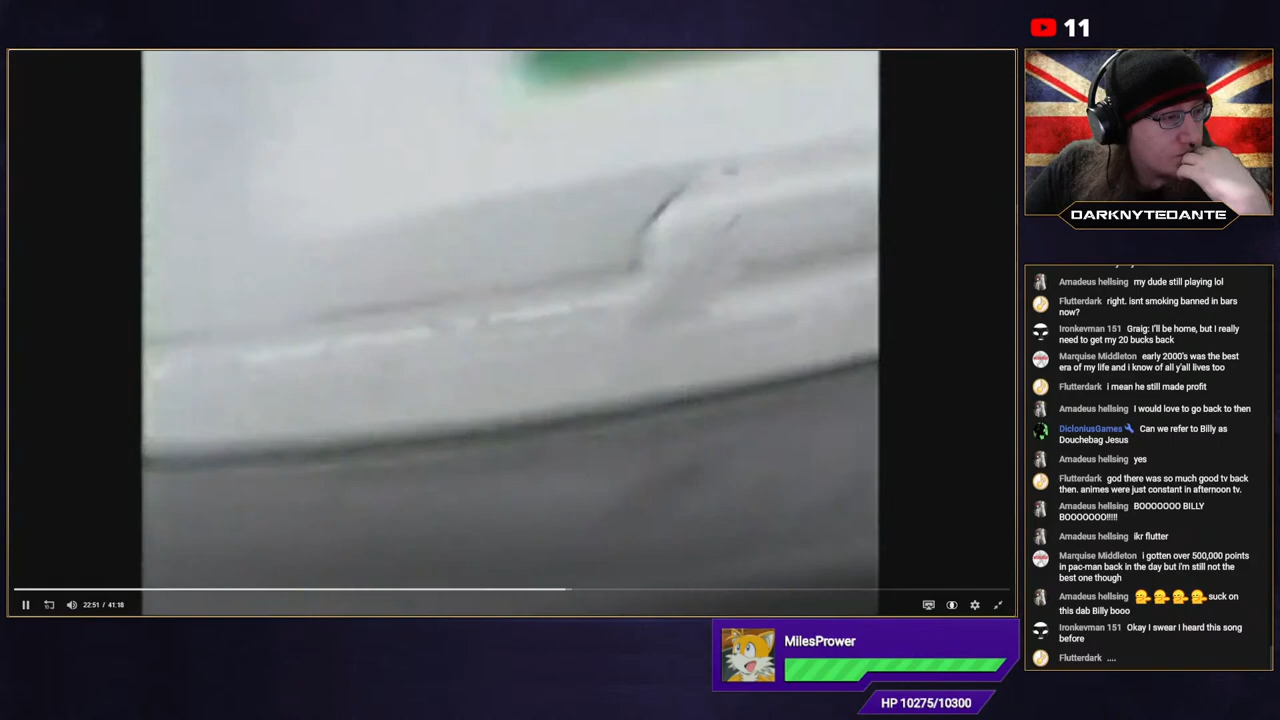 11
DARKNYTEDANTE
Amadeus hellsing my dude still playing lol
Flutterdark right. isnt smoking banned in bars
now?
Ironkevman 151 Graig: I'll be home, but I really
need to get my 20 bucks back
Marquise Middleton early 2000's was the best
era of my life and i know of all y'all lives too
Flutterdark i mean he still made profit
Amadeus hellsing I would love to go back to then
DicloniusGames Can we refer to Billy as
Douchebag Jesus
Amadeus hellsing yes
Flutterdark god there was so much good tv back
then. animes were just constant in afternoon tv.
Amadeus hellsing BOOOOOOO BILLY
BOOOOOOO!!!!!
Amadeus hellsing ikr flutter
Marquise Middleton i gotten over 500,000 points
in pac-man back in the day but i'm still not the
best one though
Amadeus hellsing suck on
this dab Billy booo
Ironkevman 151 Okay I swear I heard this song
before
Flutterdark ....
22:51 / 41:18
MilesPrower
HP 10275/10300